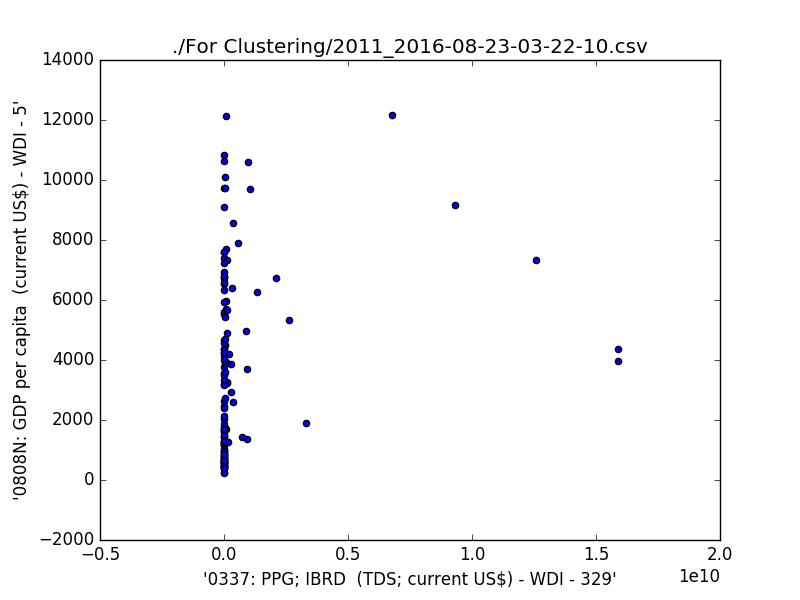 ./For Clustering/2011_2016-08-23-03-22-10.csv
14000
12000
10000
8000
6000
4000
2000
0
−2000
'0808N: GDP per capita  (current US$) - WDI - 5'
−0.5 0.0 0.5 1.0 1.5 2.0
1e10
'0337: PPG; IBRD  (TDS; current US$) - WDI - 329'